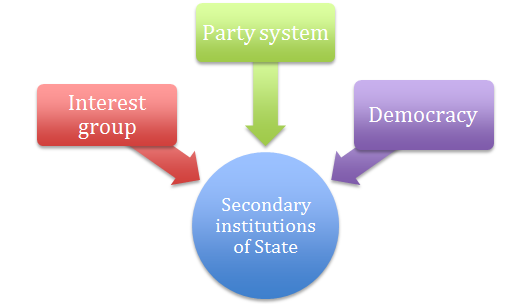 Party system
Interest
group
Democracy
Secondary
institutions
of State